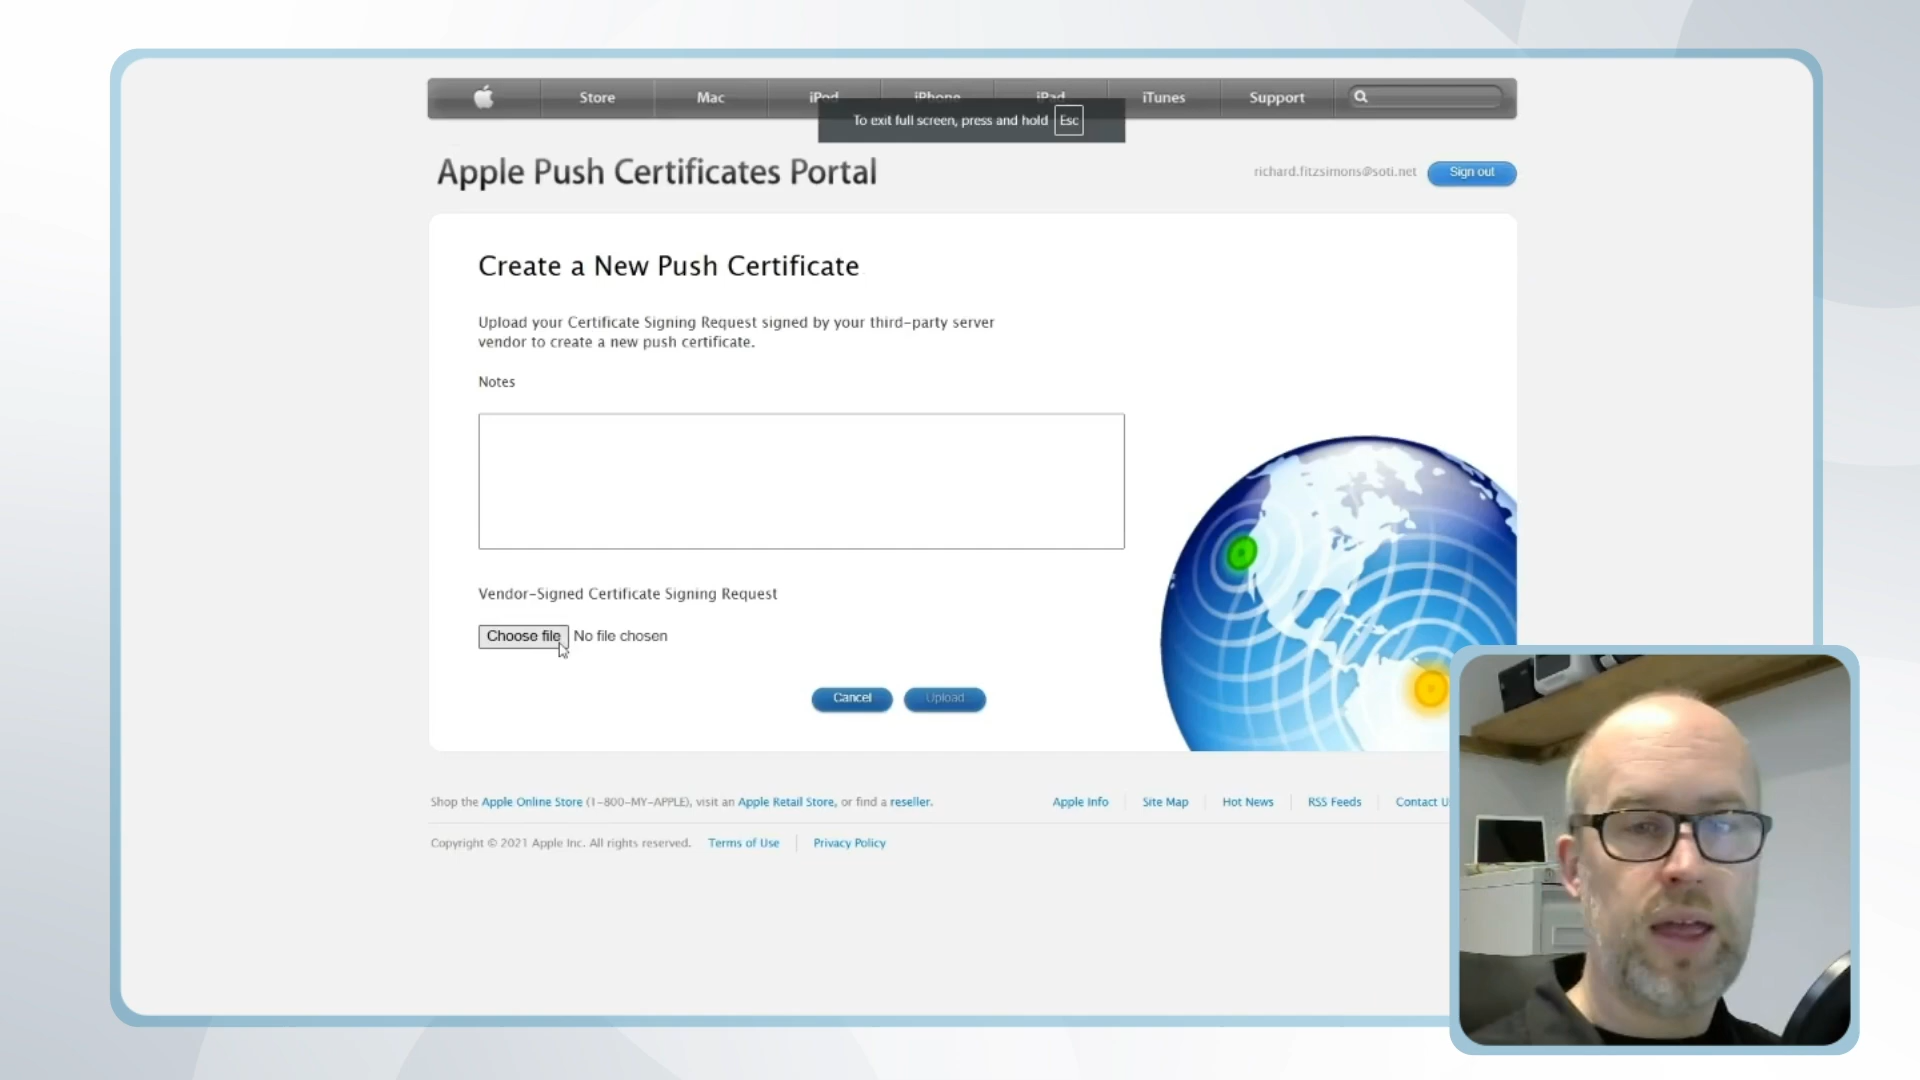 Store Mac iPod iPhone iPad iTunes Support
To exit full screen, press and hold Esc
Apple Push Certificates Portal
richard.fitzsimons@soti.net Sign out
Create a New Push Certificate
Upload your Certificate Signing Request signed by your third-party server
vendor to create a new push certificate.
Notes
Vendor-Signed Certificate Signing Request
Choose file No file chosen
Cancel Upload
Shop the Apple Online Store (1-800-MY-APPLE), visit an Apple Retail Store, or find a reseller.
Apple Info Site Map Hot News RSS Feeds Contact U
Copyright © 2021 Apple Inc. All rights reserved. Terms of Use Privacy Policy